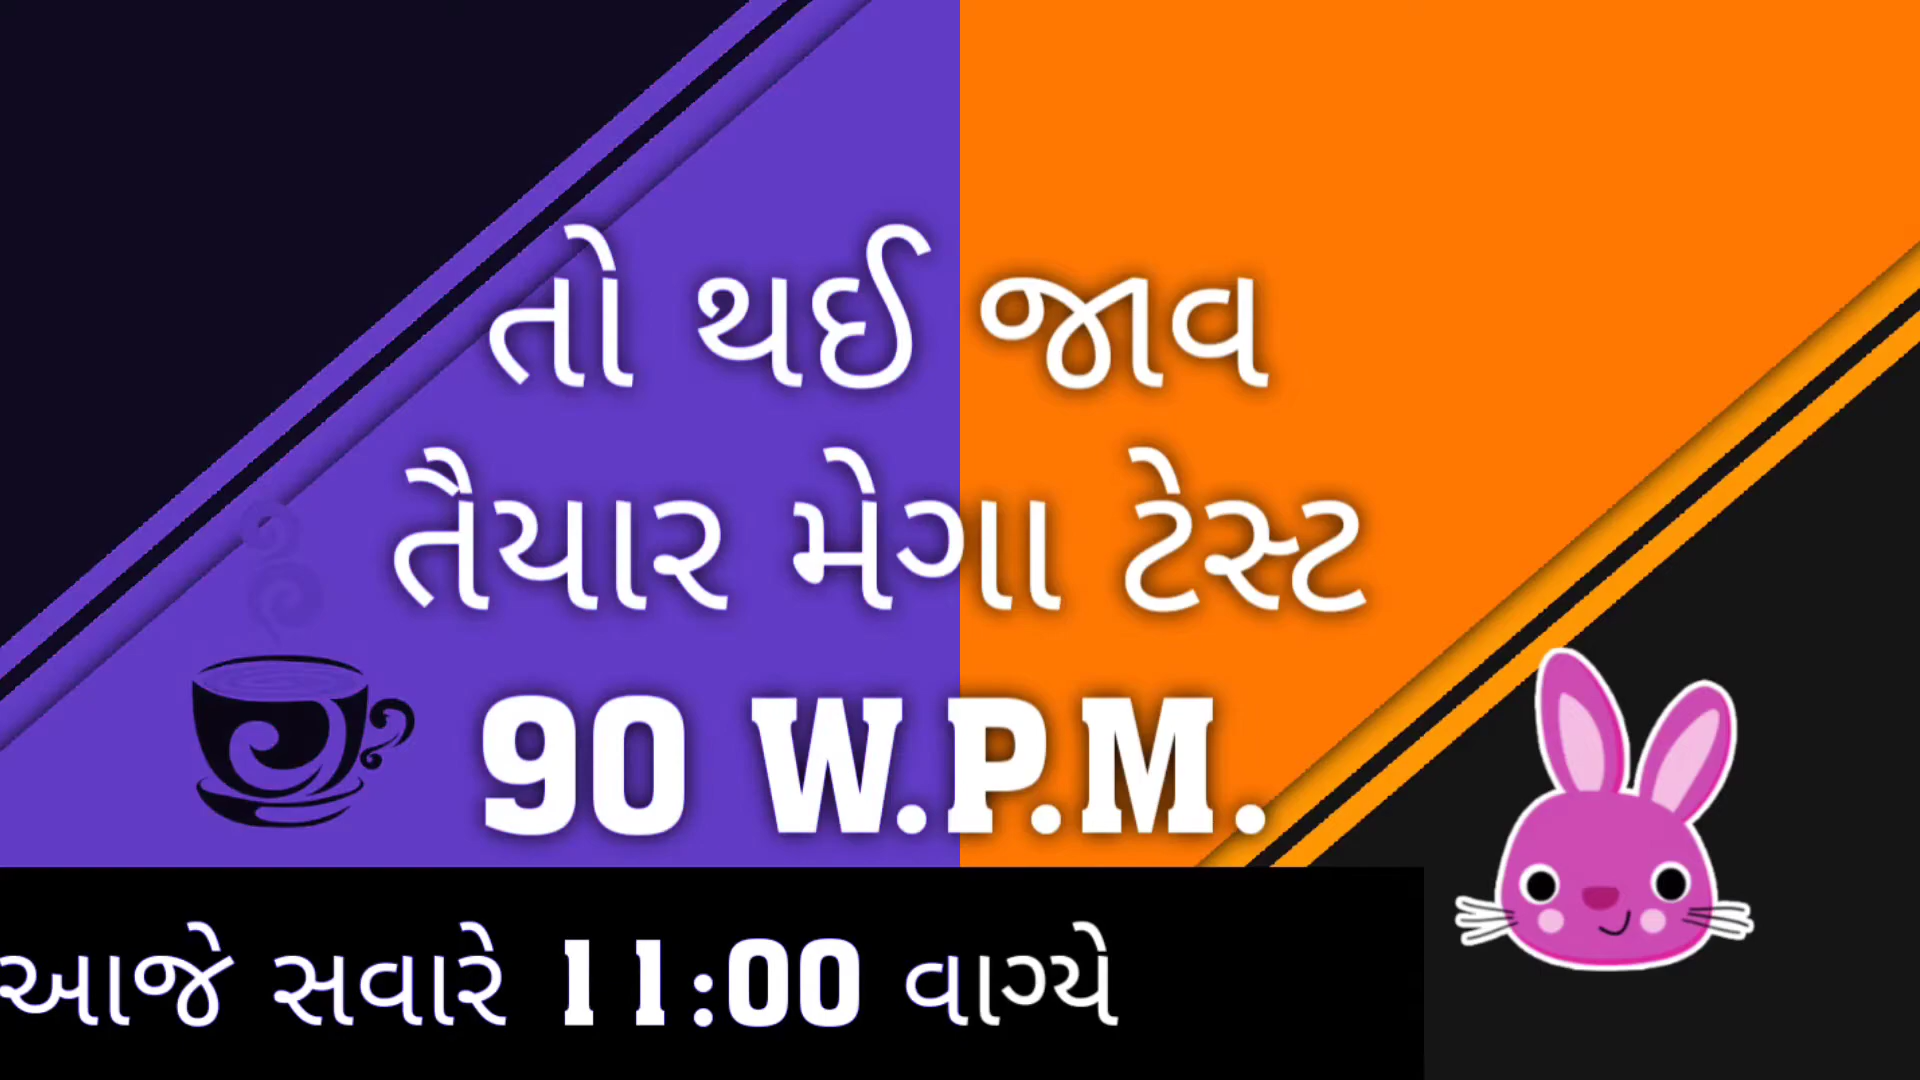 તો થઈ જાવ
તૈયાર મેગા ટેસ્ટ
90 W.P.M.
આજે સવારે 11:00 વાગ્યે